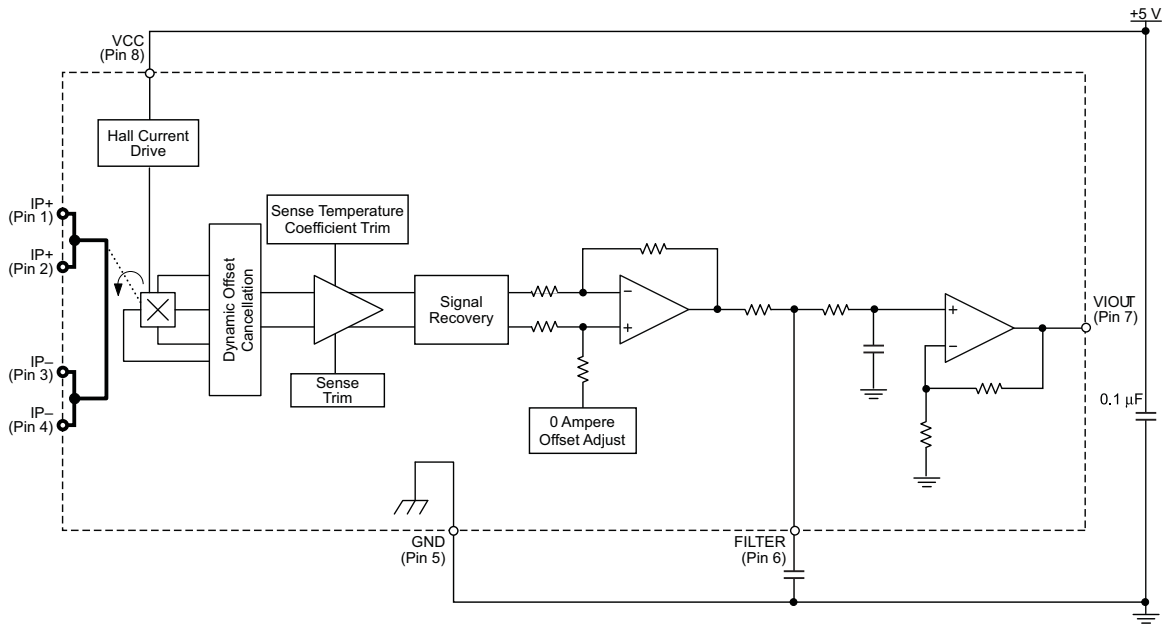 +5 V
VCC
(Pin 8)
Hall Current
Drive
IP+
(Pin 1)
IP+
(Pin 2)
IP–
(Pin 3)
IP–
(Pin 4)
Dynamic Offset
Cancellation
Sense Temperature
Coefficient Trim
Sense
Trim
Signal
Recovery
0 Ampere
Offset Adjust
–
+
+
–
VIOUT
(Pin 7)
0.1 μF
GND
(Pin 5)
FILTER
(Pin 6)